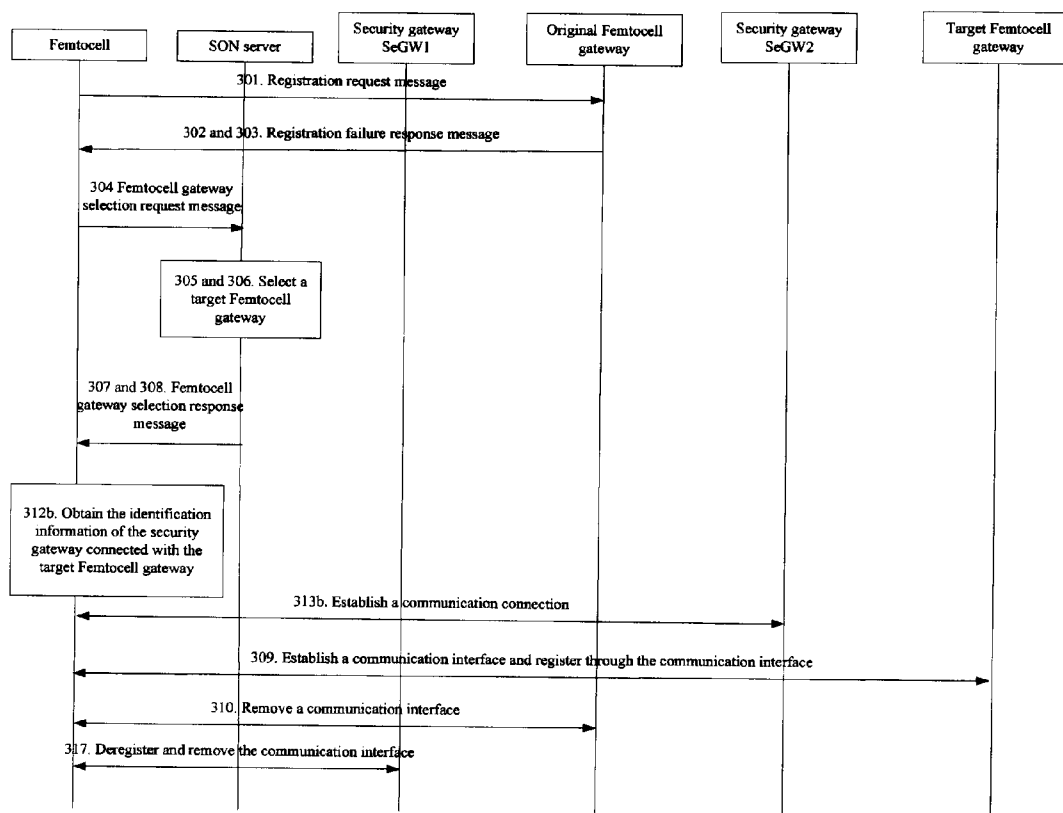 Femtocell
SON server
Security gateway
SeGW1
Original Femtocell
gateway
Security gateway
SeGW2
Target Femtocell
gateway
301. Registration request message
302 and 303. Registration failure response message
304 Femtocell gateway
selection request message
305 and 306. Select a
target Femtocell
gateway
307 and 308. Femtocell
gateway selection response
message
312b. Obtain the identification
information of the security
gateway connected with the
target Femtocell gateway
313b. Establish a communication connection
309. Establish a communication interface and register through the communication interface
310. Remove a communication interface
317. Deregister and remove the communication interface